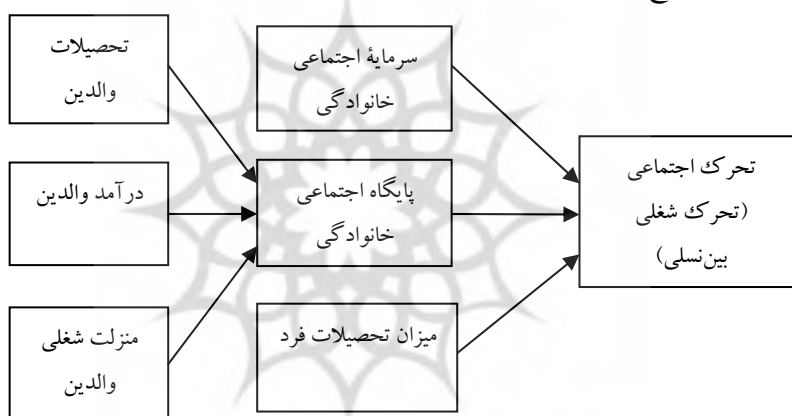 تحصیلات
والدین
درآمد والدین
منزلت شغلی
والدین
سرمایۀ اجتماعی
خانوادگی
پایگاه اجتماعی
خانوادگی
میزان تحصیلات فرد
تحرک اجتماعی
(تحرک شغلی
بین‌نسلی)